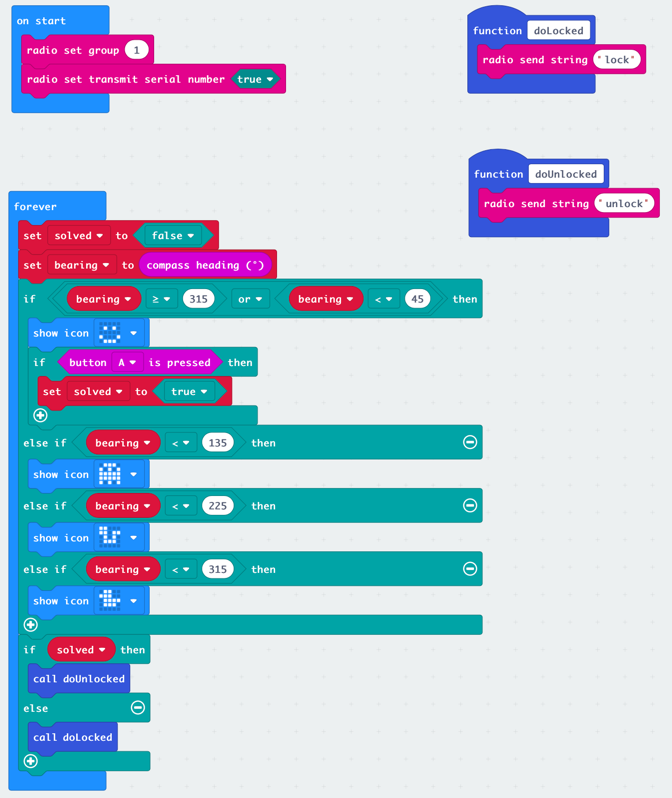 on start
radio set group 1
radio set transmit serial number true
function doLocked
radio send string "lock"
function doUnlocked
radio send string "unlock"
forever
set solved to false
set bearing to compass heading (°)
if bearing ≥ 315 or bearing < 45 then
show icon
if button A is pressed then
set solved to true
else if bearing < 135 then
show icon
else if bearing < 225 then
show icon
else if bearing < 315 then
show icon
if solved then
call doUnlocked
else
call doLocked